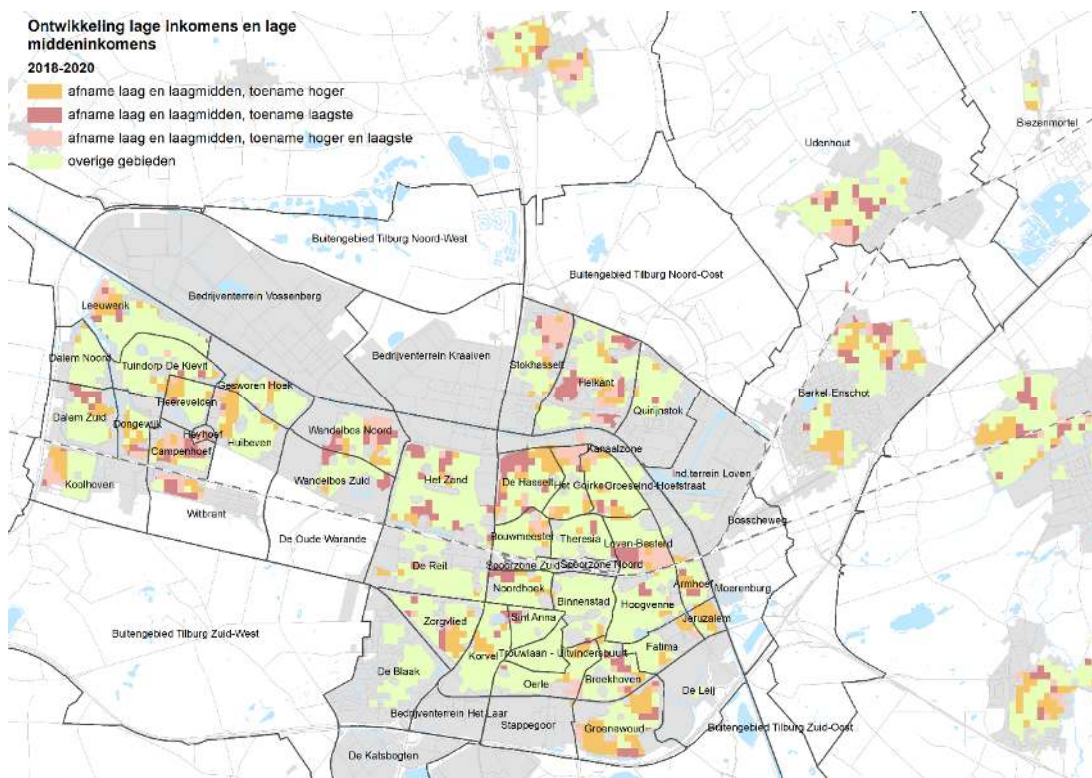 Ontwikkeling lage inkomens en lage
middeninkomens
2018-2020
afname laag en laagmidden, toename hoger
afname laag en laagmidden, toename laagste
afname laag en laagmidden, toename hoger en laagste
overige gebieden
Biezenmortel
Udenhout
Buitengebied Tilburg Noord-West
Buitengebied Tilburg Noord-Oost
Bedrijventerrein Vossenberg
Leeuwerik
Bedrijventerrein Kraaiven
Dalem Noord
Tuindorp De Kievit
Stokhasselt
Heikant
Gesworen Hoek
Quirijnstok
Berkel-Enschot
Heerevelden
Dalem Zuid
Dongewijk
Heyhoef
Huibeven
Wandelbos Noord
Campenhoef
Kanaalzone
Koolhoven
Wandelbos Zuid
Het Zand
De Hasselt
Het Goirke
Groeseind-Hoefstraat
Ind.terrein Loven
Witbrant
Bosscheweg
De Oude Warande
Bouwmeester
Theresia
Loven-Besterd
De Reit
Spoorzone Zuid
Spoorzone Noord
Noordhoek
Armhoef
Moerenburg
Binnenstad
Hoogvenne
Zorgvlied
Sint Anna
Jeruzalem
Buitengebied Tilburg Zuid-West
Korvel
Trouwlaan - Uitvindersbuurt
Fatima
De Blaak
Oerle
Broekhoven
De Leij
Bedrijventerrein Het Laar
Stappegoor
Groenewoud
Buitengebied Tilburg Zuid-Oost
De Katsbogten